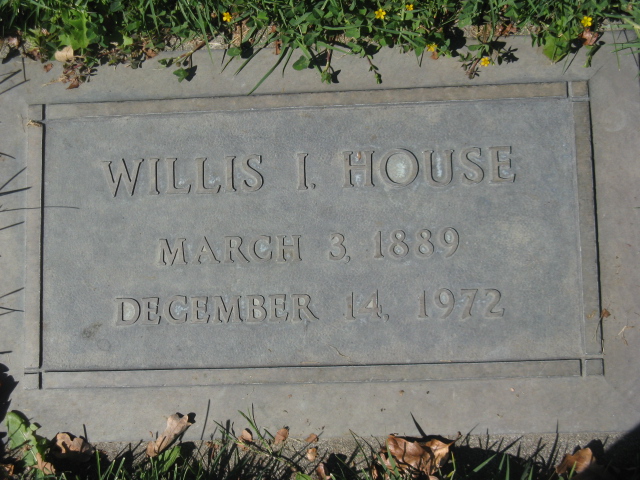 WILLIS I. HOUSE
MARCH 3, 1889
DECEMBER 14, 1972